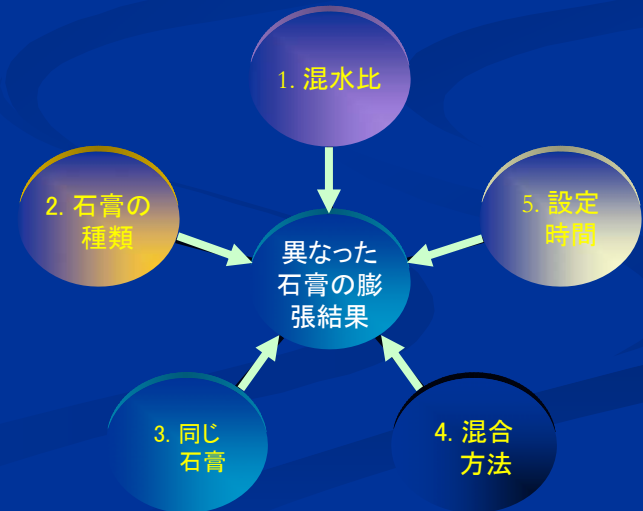 1. 混水比
2. 石膏の
種類
異なった
石膏の膨
張結果
5. 設定
時間
3. 同じ
石膏
4. 混合
方法